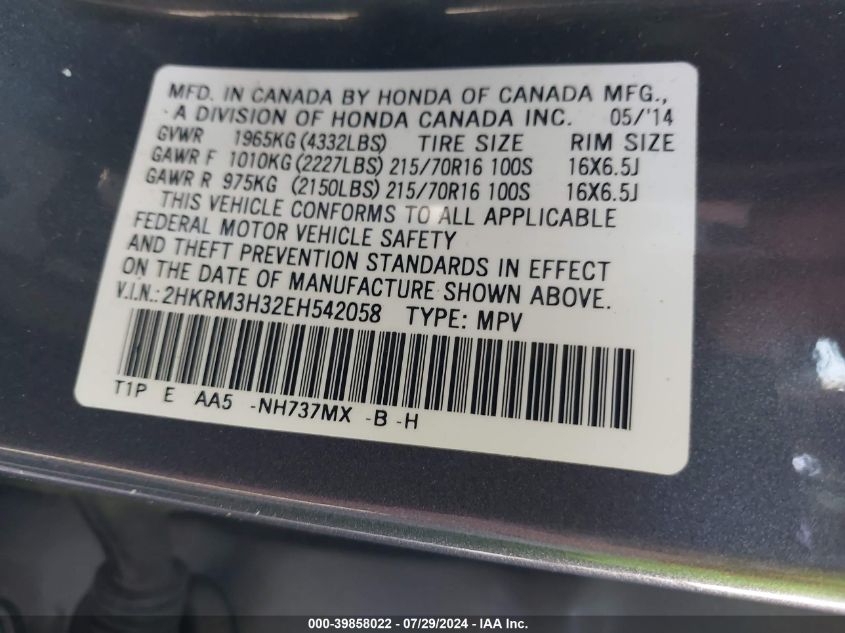 MFD. IN CANADA BY HONDA OF CANADA MFG.,
A DIVISION OF HONDA CANADA INC. 05/'14
GVWR 1965KG (4332LBS) TIRE SIZE RIM SIZE
GAWR F 1010KG (2227LBS) 215/70R16 100S 16X6.5J
GAWR R 975KG (2150LBS) 215/70R16 100S 16X6.5J
THIS VEHICLE CONFORMS TO ALL APPLICABLE
FEDERAL MOTOR VEHICLE SAFETY
AND THEFT PREVENTION STANDARDS IN EFFECT
ON THE DATE OF MANUFACTURE SHOWN ABOVE.
V.I.N.: 2HKRM3H32EH542058 TYPE: MPV
T1P E AA5 -NH737MX -B -H
000-39858022 - 07/29/2024 - IAA Inc.